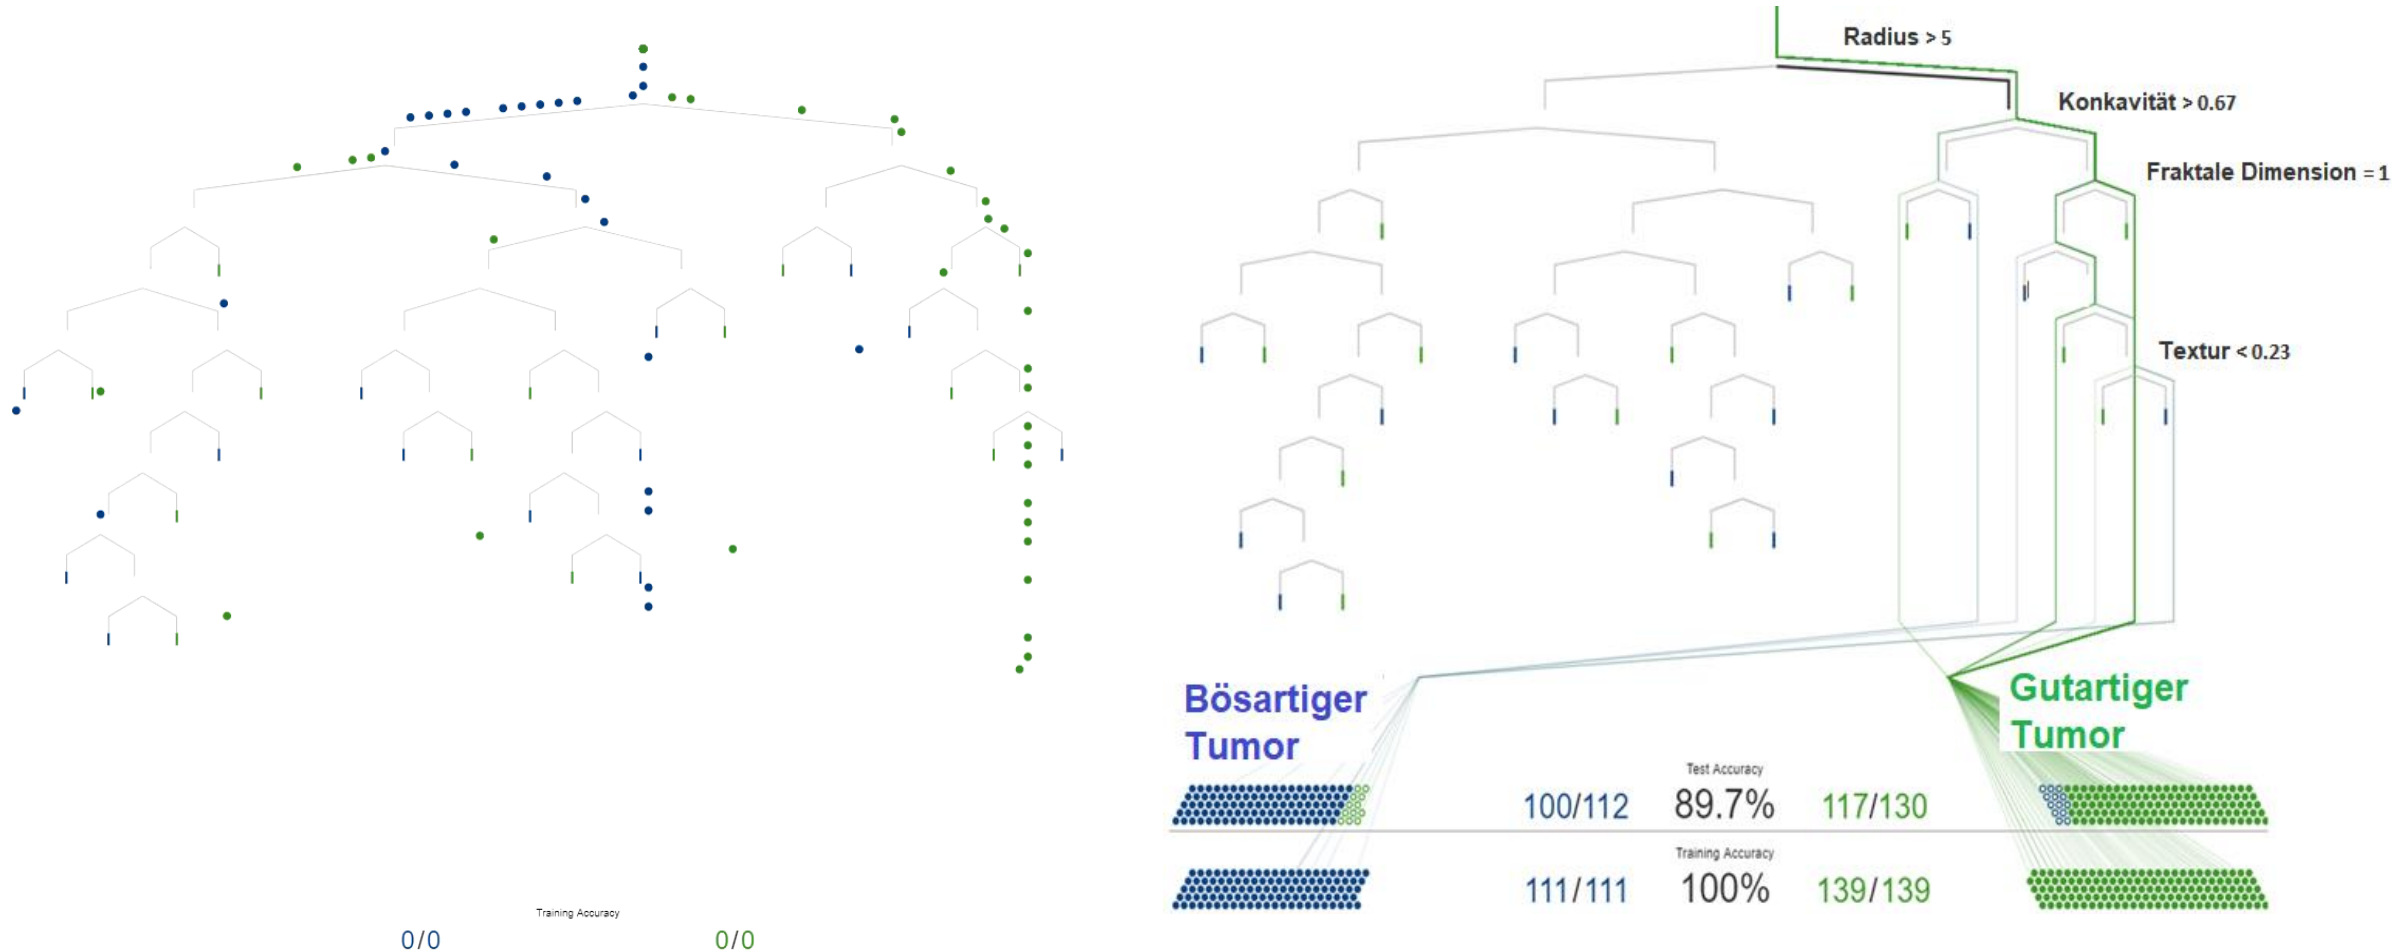 Radius > 5
Konkavität > 0.67
Fraktale Dimension = 1
Textur < 0.23
Bösartiger
Tumor
Gutartiger
Tumor
Test Accuracy
100/112 89.7% 117/130
Training Accuracy
111/111 100% 139/139
Training Accuracy
0/0 0/0